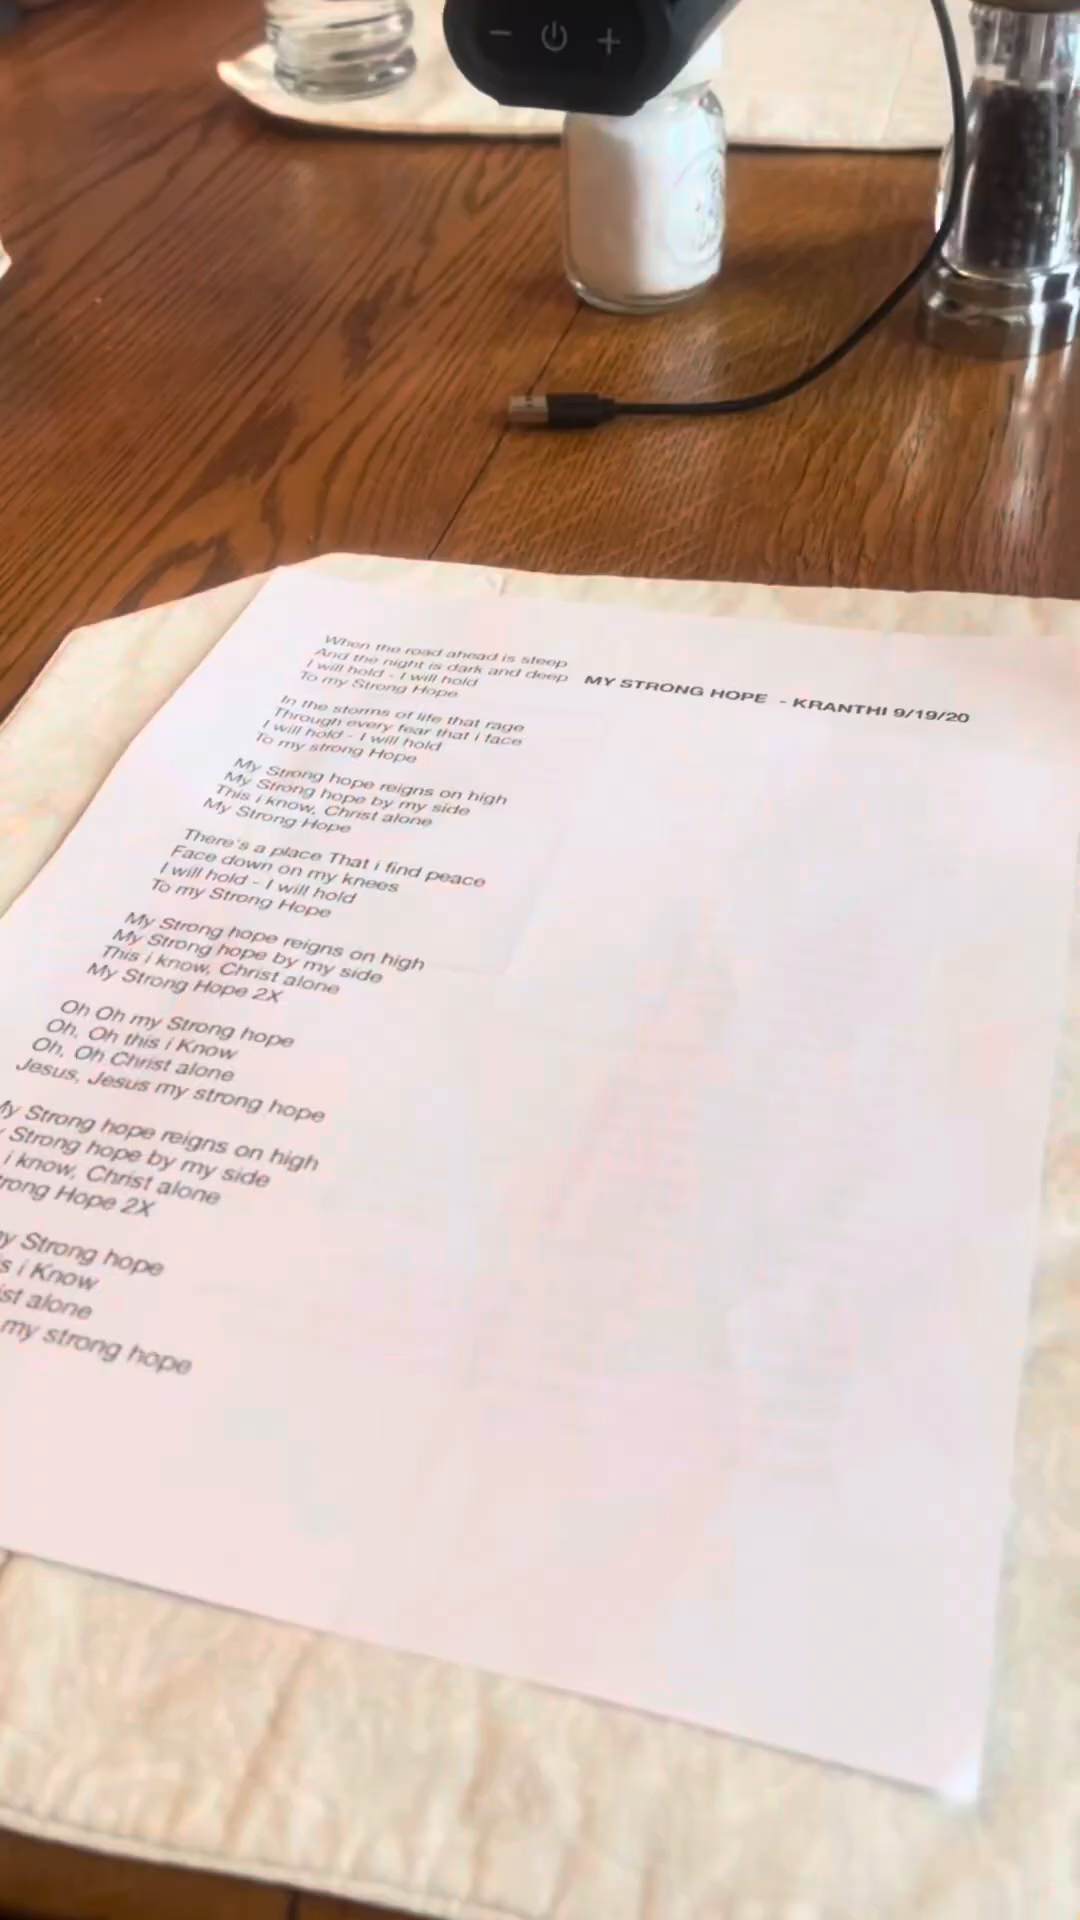 MY STRONG HOPE - KRANTHI 9/19/20
When the road ahead is steep
And the night is dark and deep
I will hold - I will hold
To my Strong Hope
In the storms of life that rage
Through every fear that i face
I will hold - I will hold
To my strong Hope
My Strong hope reigns on high
My Strong hope by my side
This i know, Christ alone
My Strong Hope
There's a place That i find peace
Face down on my knees
I will hold - I will hold
To my Strong Hope
My Strong hope reigns on high
My Strong hope by my side
This i know, Christ alone
My Strong Hope 2X
Oh Oh my Strong hope
Oh, Oh this i Know
Oh, Oh Christ alone
Jesus, Jesus my strong hope
My Strong hope reigns on high
Strong hope by my side
i know, Christ alone
Hope 2X
Strong hope
i Know
alone
my strong hope